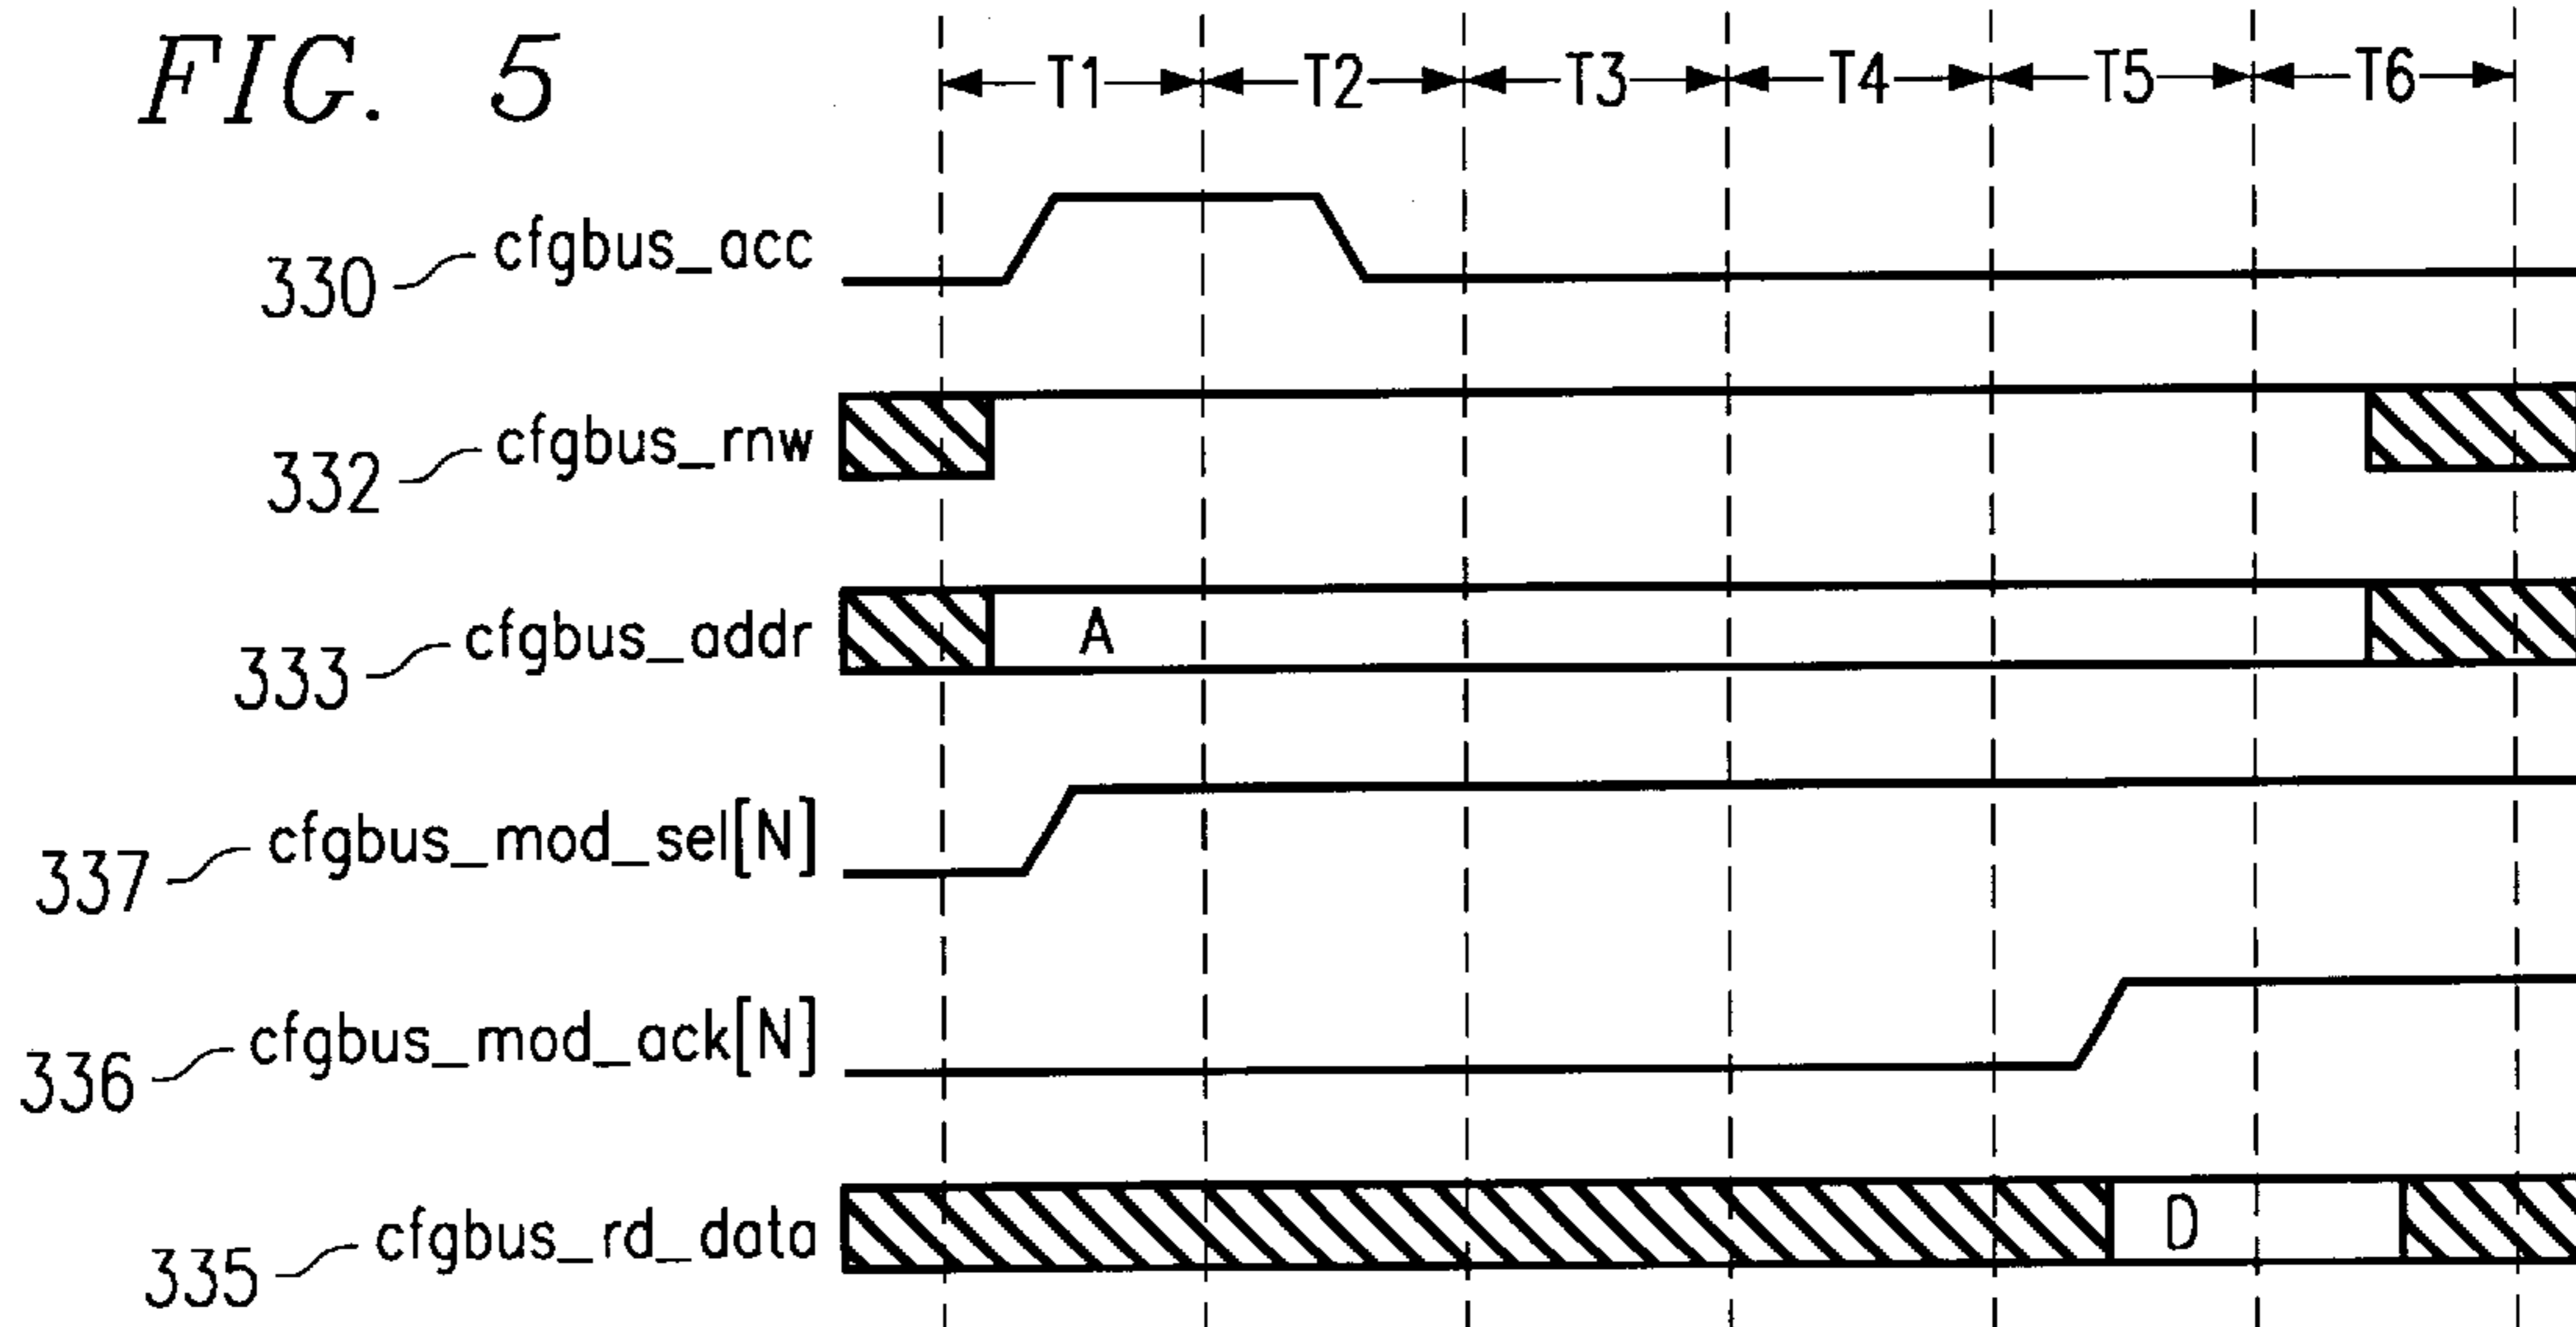 FIG. 5
T1 T2 T3 T4 T5 T6
330 cfgbus_acc
332 cfgbus_rnw
333 cfgbus_addr A
337 cfgbus_mod_sel[N]
336 cfgbus_mod_ack[N]
335 cfgbus_rd_data D